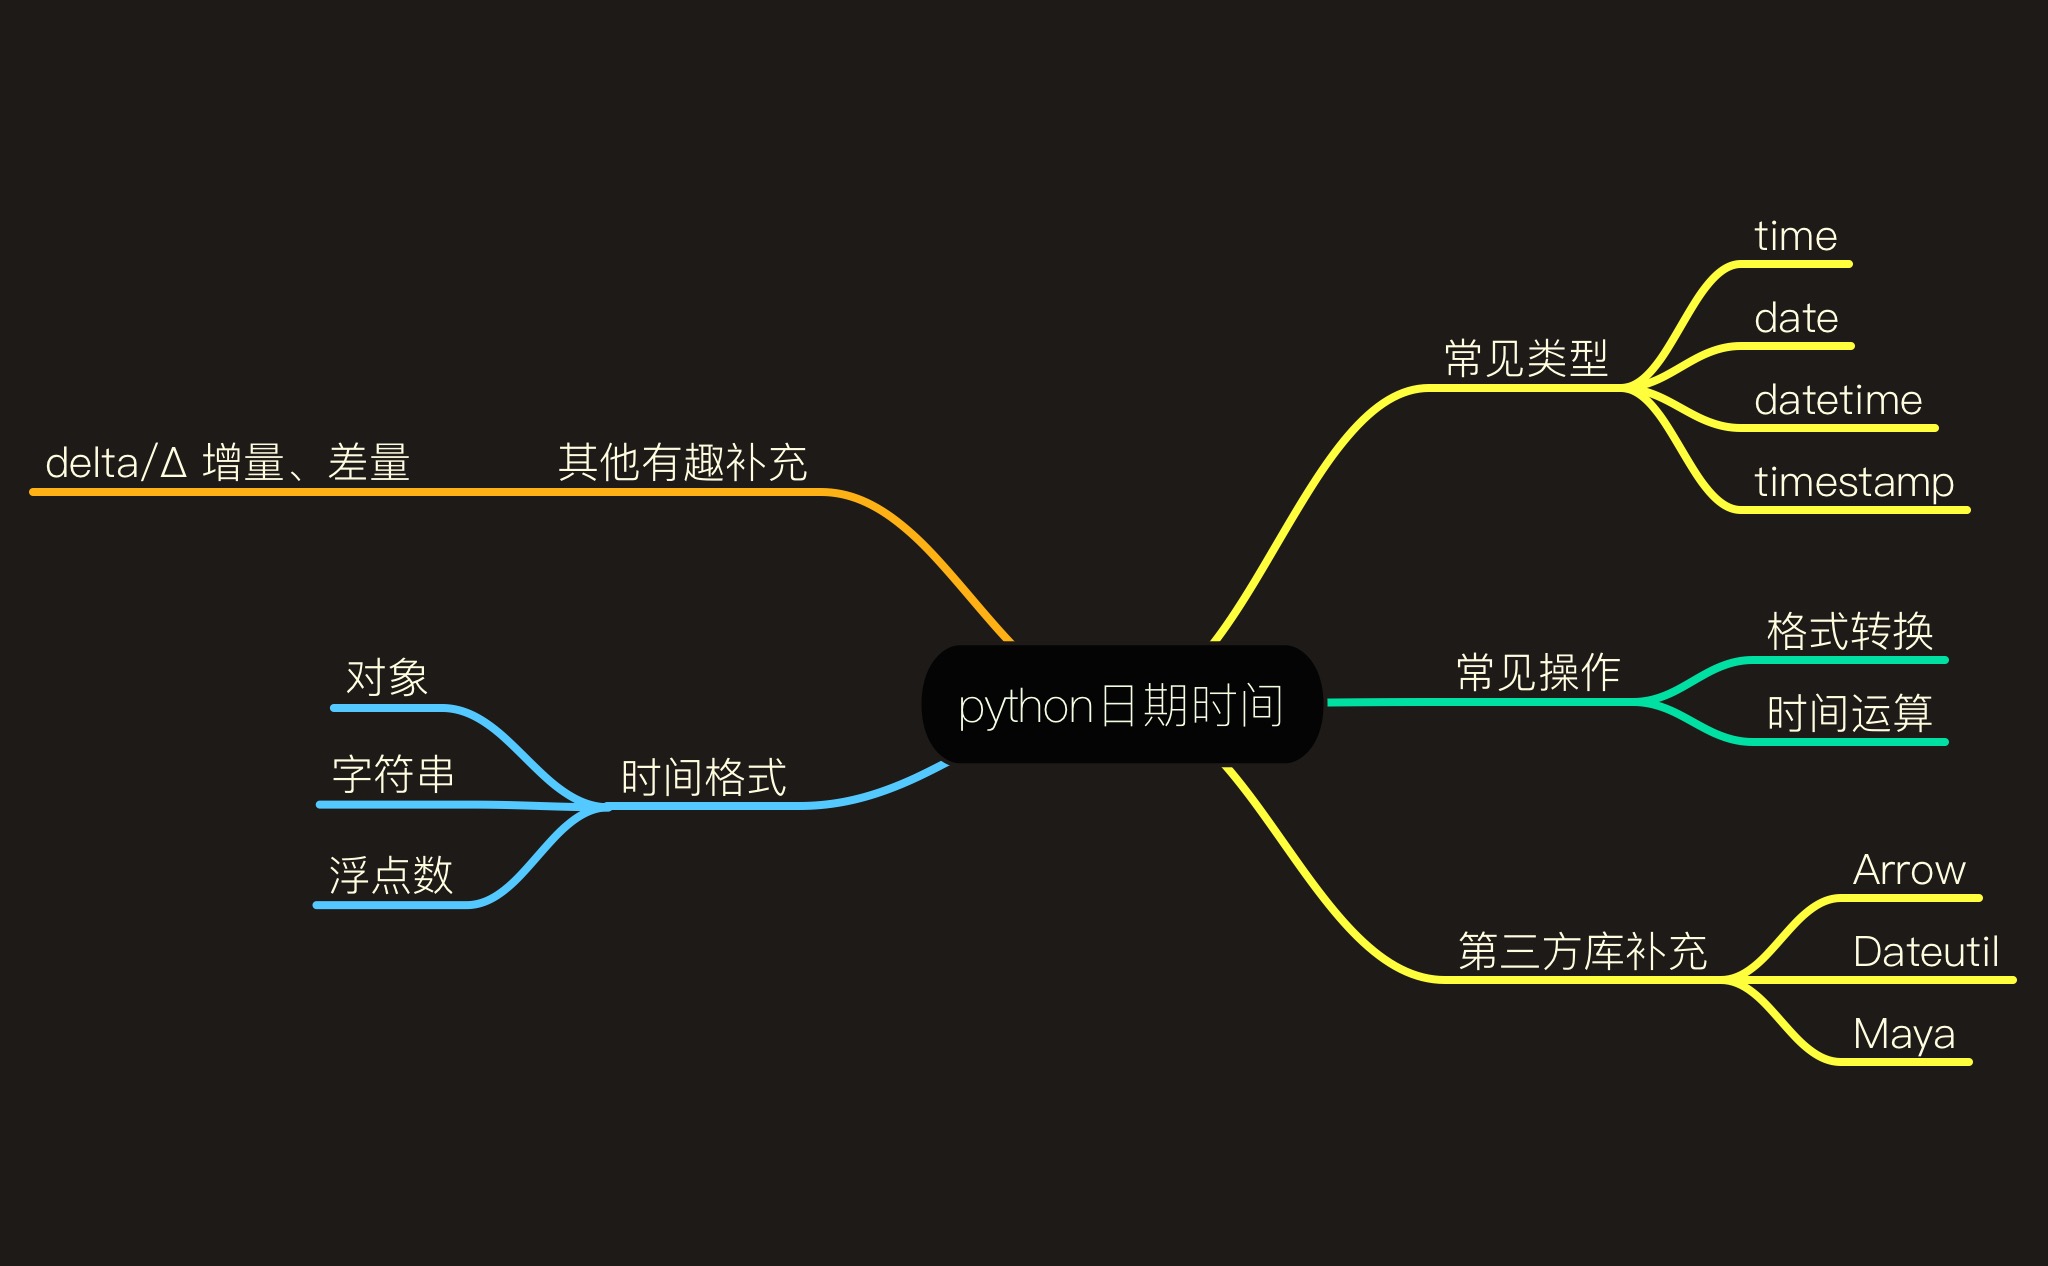 python日期时间
常见类型
time
date
datetime
timestamp
常见操作
格式转换
时间运算
第三方库补充
Arrow
Dateutil
Maya
时间格式
对象
字符串
浮点数
其他有趣补充
delta/Δ 增量、差量